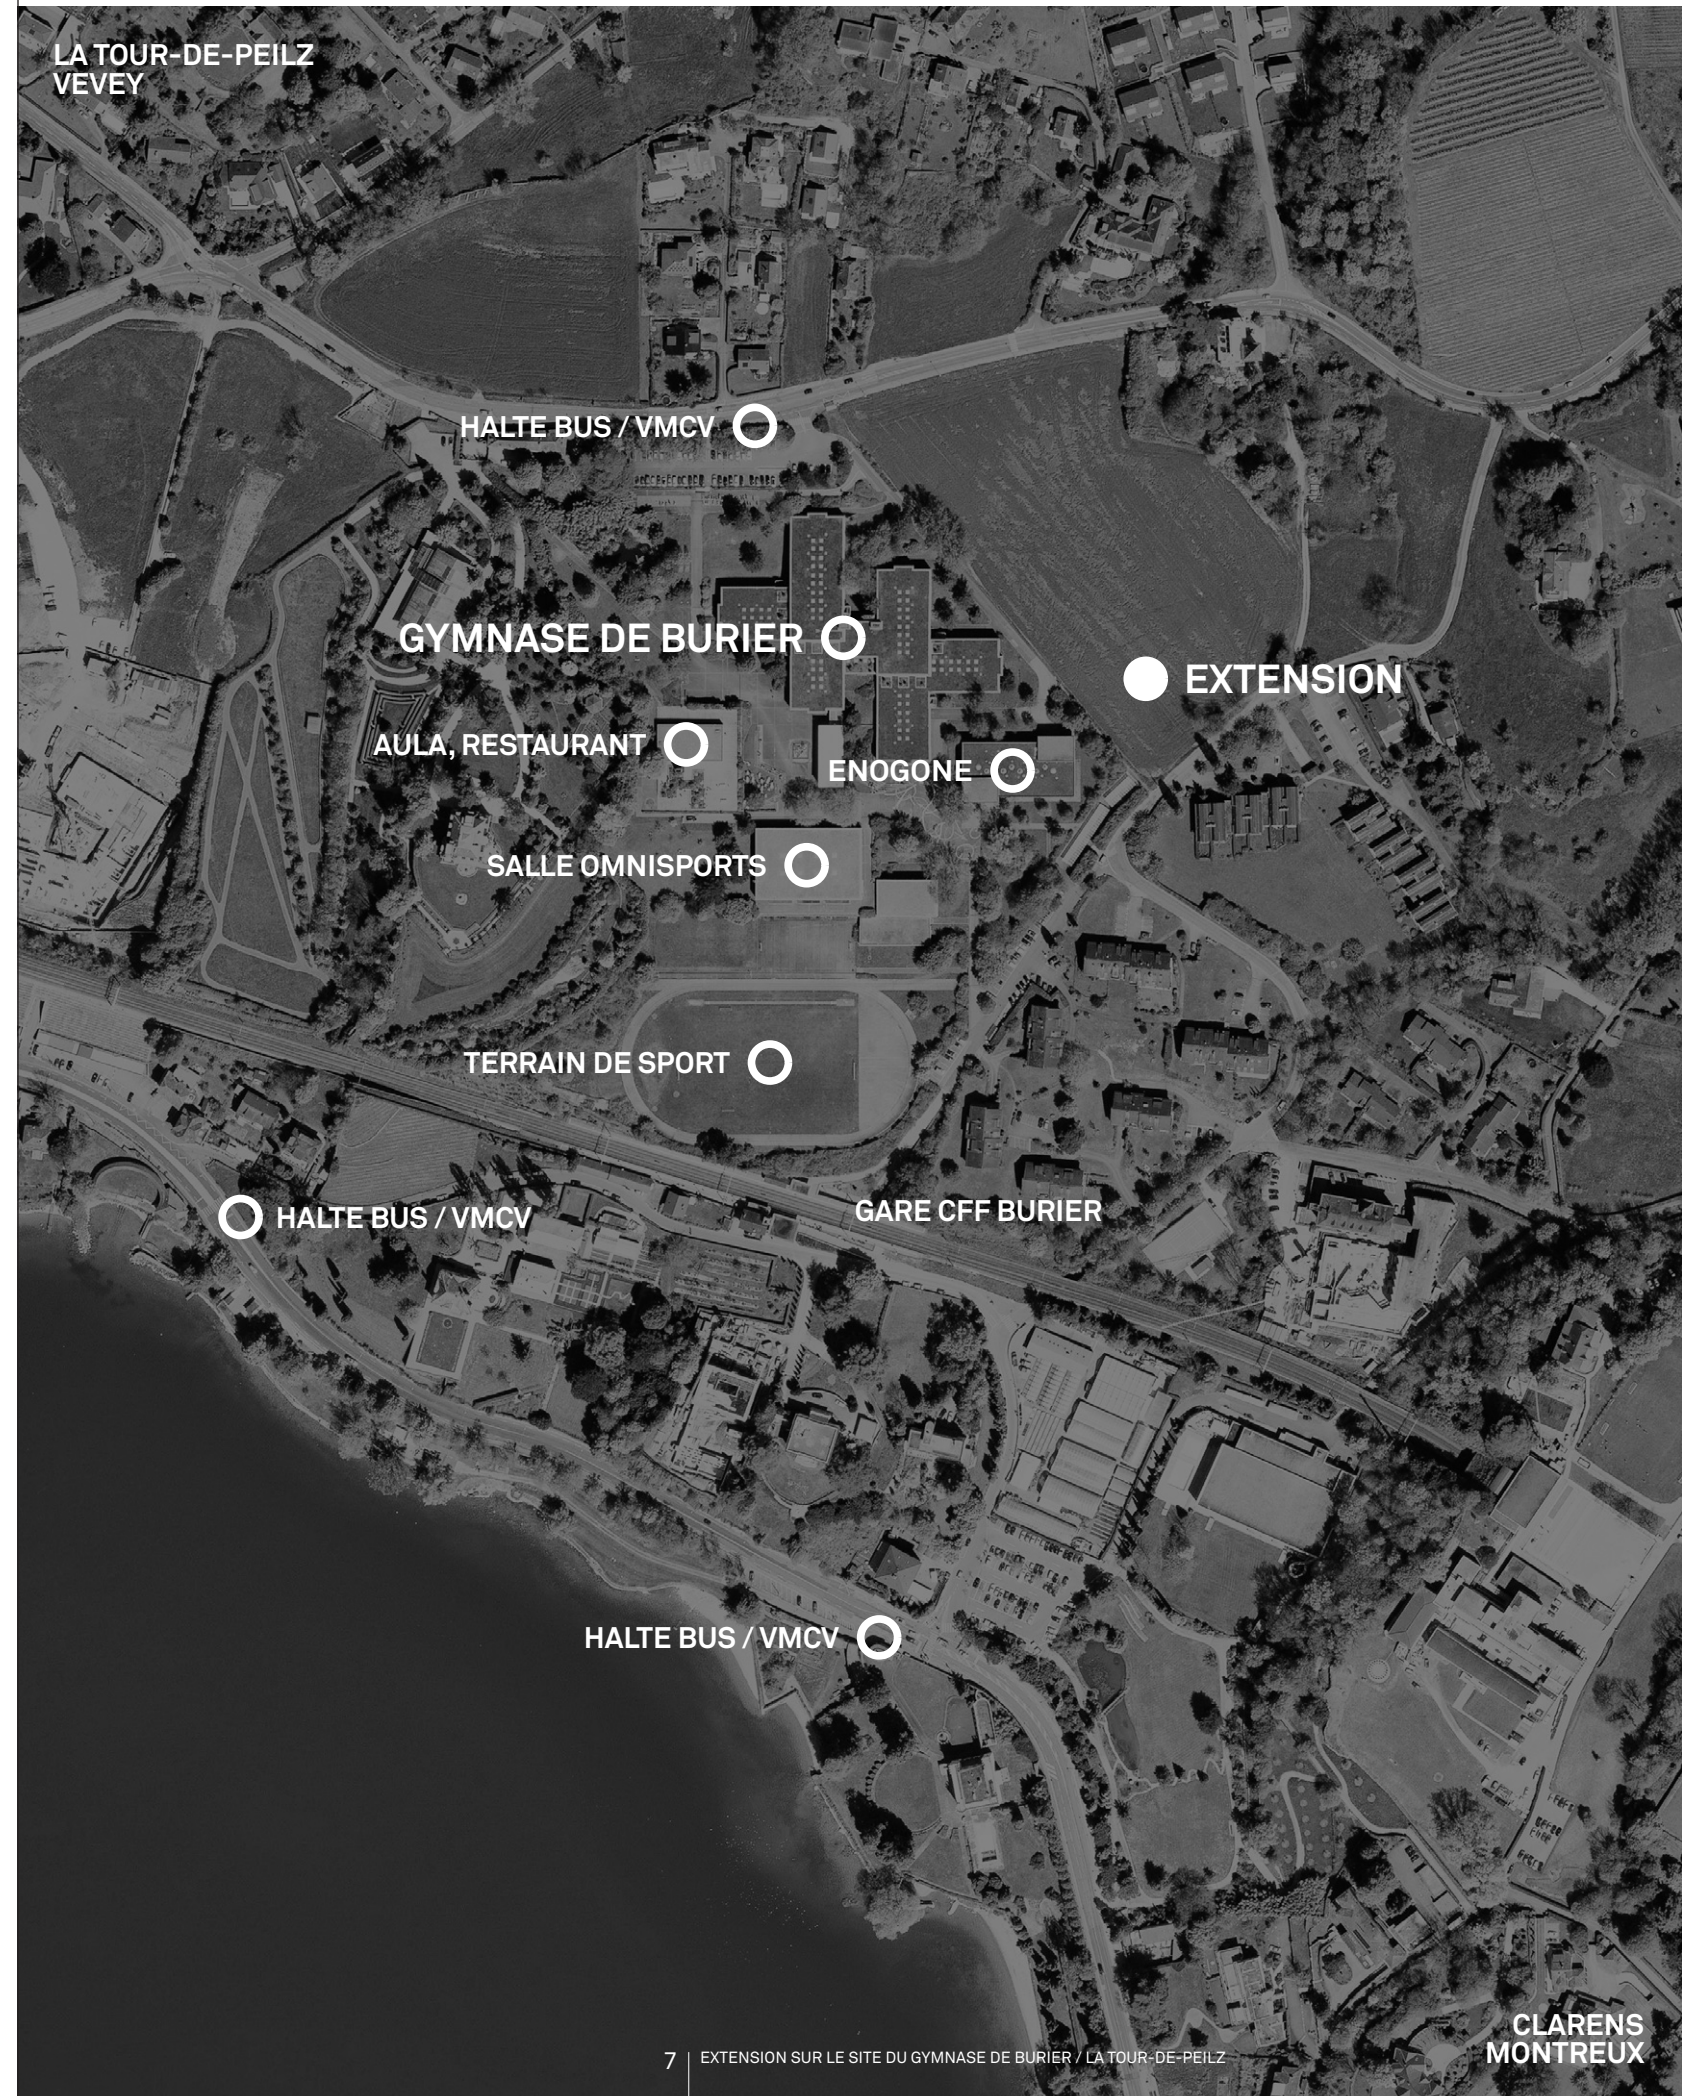 LA TOUR-DE-PEILZ
VEVEY
HALTE BUS / VMCV
GYMNASE DE BURIER
EXTENSION
AULA, RESTAURANT
ENOGONE
SALLE OMNISPORTS
TERRAIN DE SPORT
GARE CFF BURIER
HALTE BUS / VMCV
HALTE BUS / VMCV
CLARENS
MONTREUX
7
EXTENSION SUR LE SITE DU GYMNASE DE BURIER / LA TOUR-DE-PEILZ